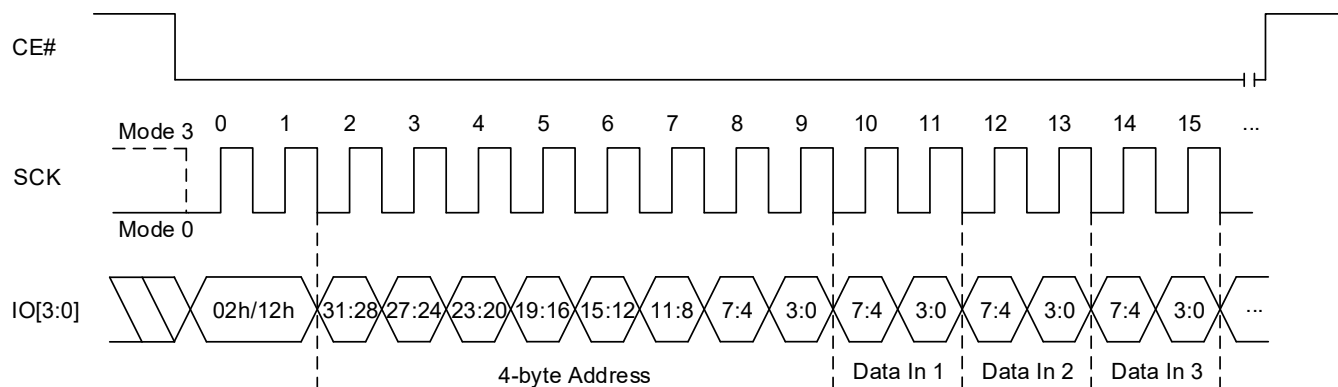 CE#
Mode 3 0 1 2 3 4 5 6 7 8 9 10 11 12 13 14 15 ...
SCK
Mode 0
IO[3:0] 02h/12h 31:28 27:24 23:20 19:16 15:12 11:8 7:4 3:0 7:4 3:0 7:4 3:0 7:4 3:0 ...
4-byte Address Data In 1 Data In 2 Data In 3